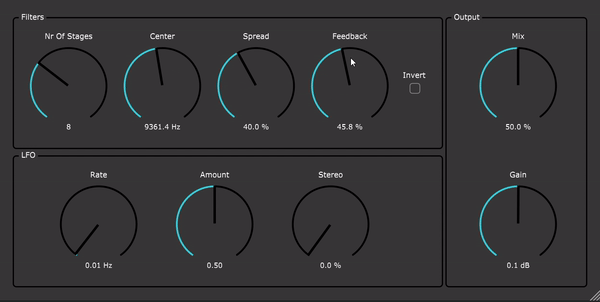 Filters
Nr Of Stages Center Spread Feedback
Invert
8 9361.4 Hz 40.0 % 45.8 %
LFO
Rate Amount Stereo
0.01 Hz 0.50 0.0 %
Output
Mix
50.0 %
Gain
0.1 dB